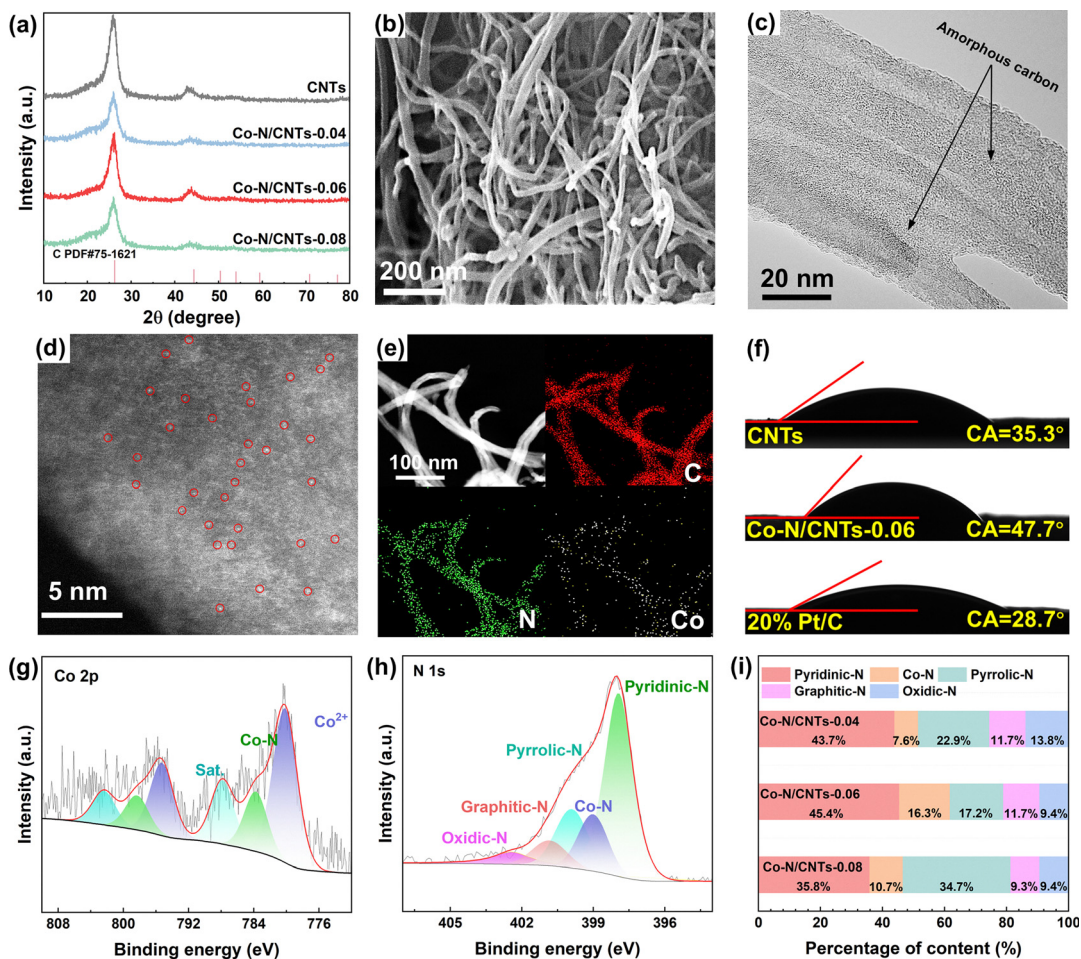 (a)
CNTs
Co-N/CNTs-0.04
Co-N/CNTs-0.06
Co-N/CNTs-0.08
C PDF#75-1621
Intensity (a.u.)
10 20 30 40 50 60 70 80
2θ (degree)
(b)
200 nm
(c)
Amorphous carbon
20 nm
(d)
5 nm
(e)
100 nm
C
N
Co
(f)
CNTs CA=35.3°
Co-N/CNTs-0.06 CA=47.7°
20% Pt/C CA=28.7°
(g)
Co 2p
Co²⁺
Co-N
Sat.
Intensity (a.u.)
808 800 792 784 776
Binding energy (eV)
(h)
N 1s
Pyridinic-N
Pyrrolic-N
Graphitic-N
Co-N
Oxidic-N
Intensity (a.u.)
405 402 399 396
Binding energy (eV)
(i)
Pyridinic-N Co-N Pyrrolic-N
Graphitic-N Oxidic-N
Co-N/CNTs-0.04
43.7% 7.6% 22.9% 11.7% 13.8%
Co-N/CNTs-0.06
45.4% 16.3% 17.2% 11.7% 9.4%
Co-N/CNTs-0.08
35.8% 10.7% 34.7% 9.3% 9.4%
0 20 40 60 80 100
Percentage of content (%)